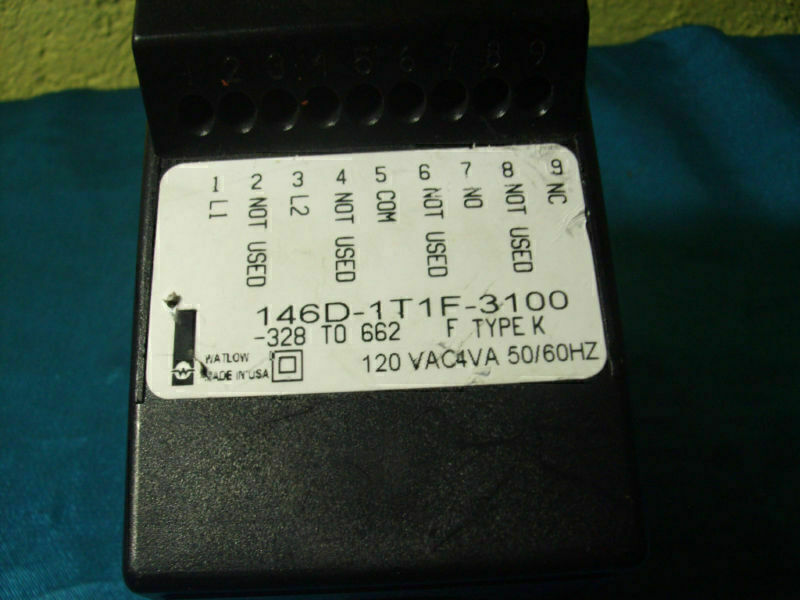 1 2 3 4 5 6 7 8 9
1 2 3 4 5 6 7 8 9
L1 NOT USED L2 NOT USED COM NOT USED NO NOT USED NC
146D-1T1F-3100
-328 TO 662 F TYPE K
WATLOW
MADE IN USA
120 VAC4VA 50/60HZ